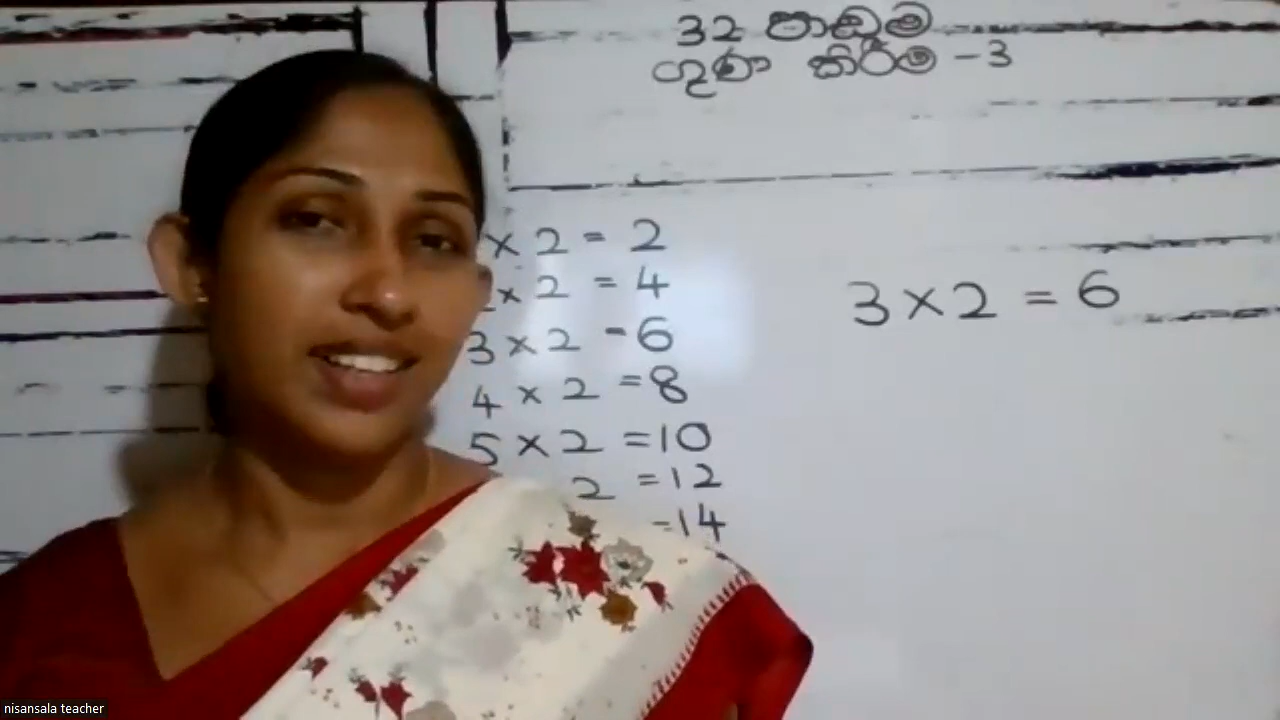 32 පාඩම
ගුණ කිරීම - 3
× 2 = 2
× 2 = 4
3 × 2 - 6
4 × 2 = 8
5 × 2 = 10
2 = 12
- 14
3 × 2 = 6
nisansala teacher